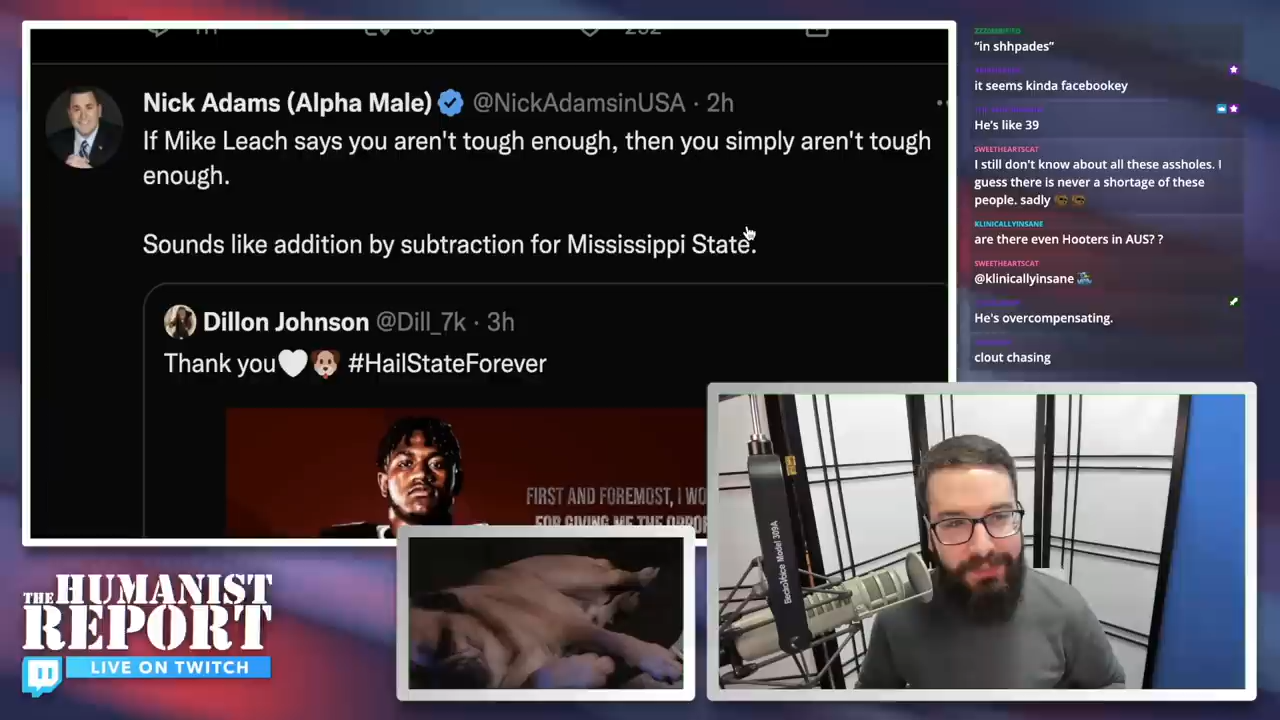 Nick Adams (Alpha Male) @NickAdamsinUSA · 2h
If Mike Leach says you aren't tough enough, then you simply aren't tough
enough.
Sounds like addition by subtraction for Mississippi State.
Dillon Johnson @Dill_7k · 3h
Thank you🤍🐶 #HailStateForever
FIRST AND FOREMOST, I
FOR GIVING ME THE
“in shhpades”
it seems kinda facebookey
He's like 39
SWEETHEARTSCAT
I still don't know about all these assholes. I
guess there is never a shortage of these
people. sadly
KLINICALLYINSANE
are there even Hooters in AUS? ?
SWEETHEARTSCAT
@klinicallyinsane
He's overcompensating.
clout chasing
ElectroVoice Model 309A
THE HUMANIST
REPORT
LIVE ON TWITCH